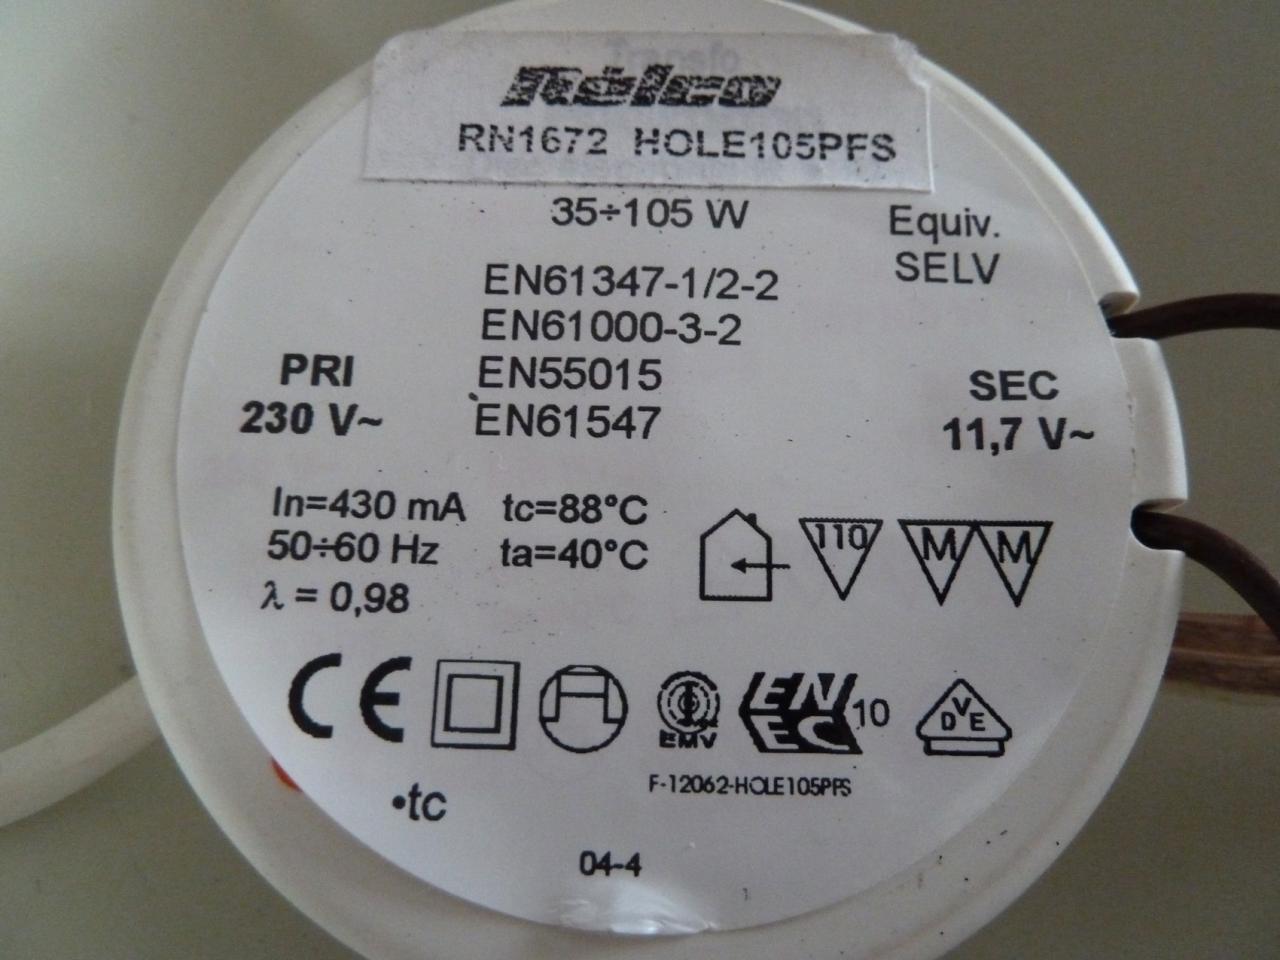 Relco
RN1672 HOLE105PFS
35÷105 W
Equiv.
SELV
EN61347-1/2-2
EN61000-3-2
EN55015
EN61547
PRI
230 V~
SEC
11,7 V~
In=430 mA tc=88°C
50÷60 Hz ta=40°C
λ = 0,98
110 M M
CE EMV ENEC 10 DVE
F-12062-HOLE105PFS
•tc
04-4